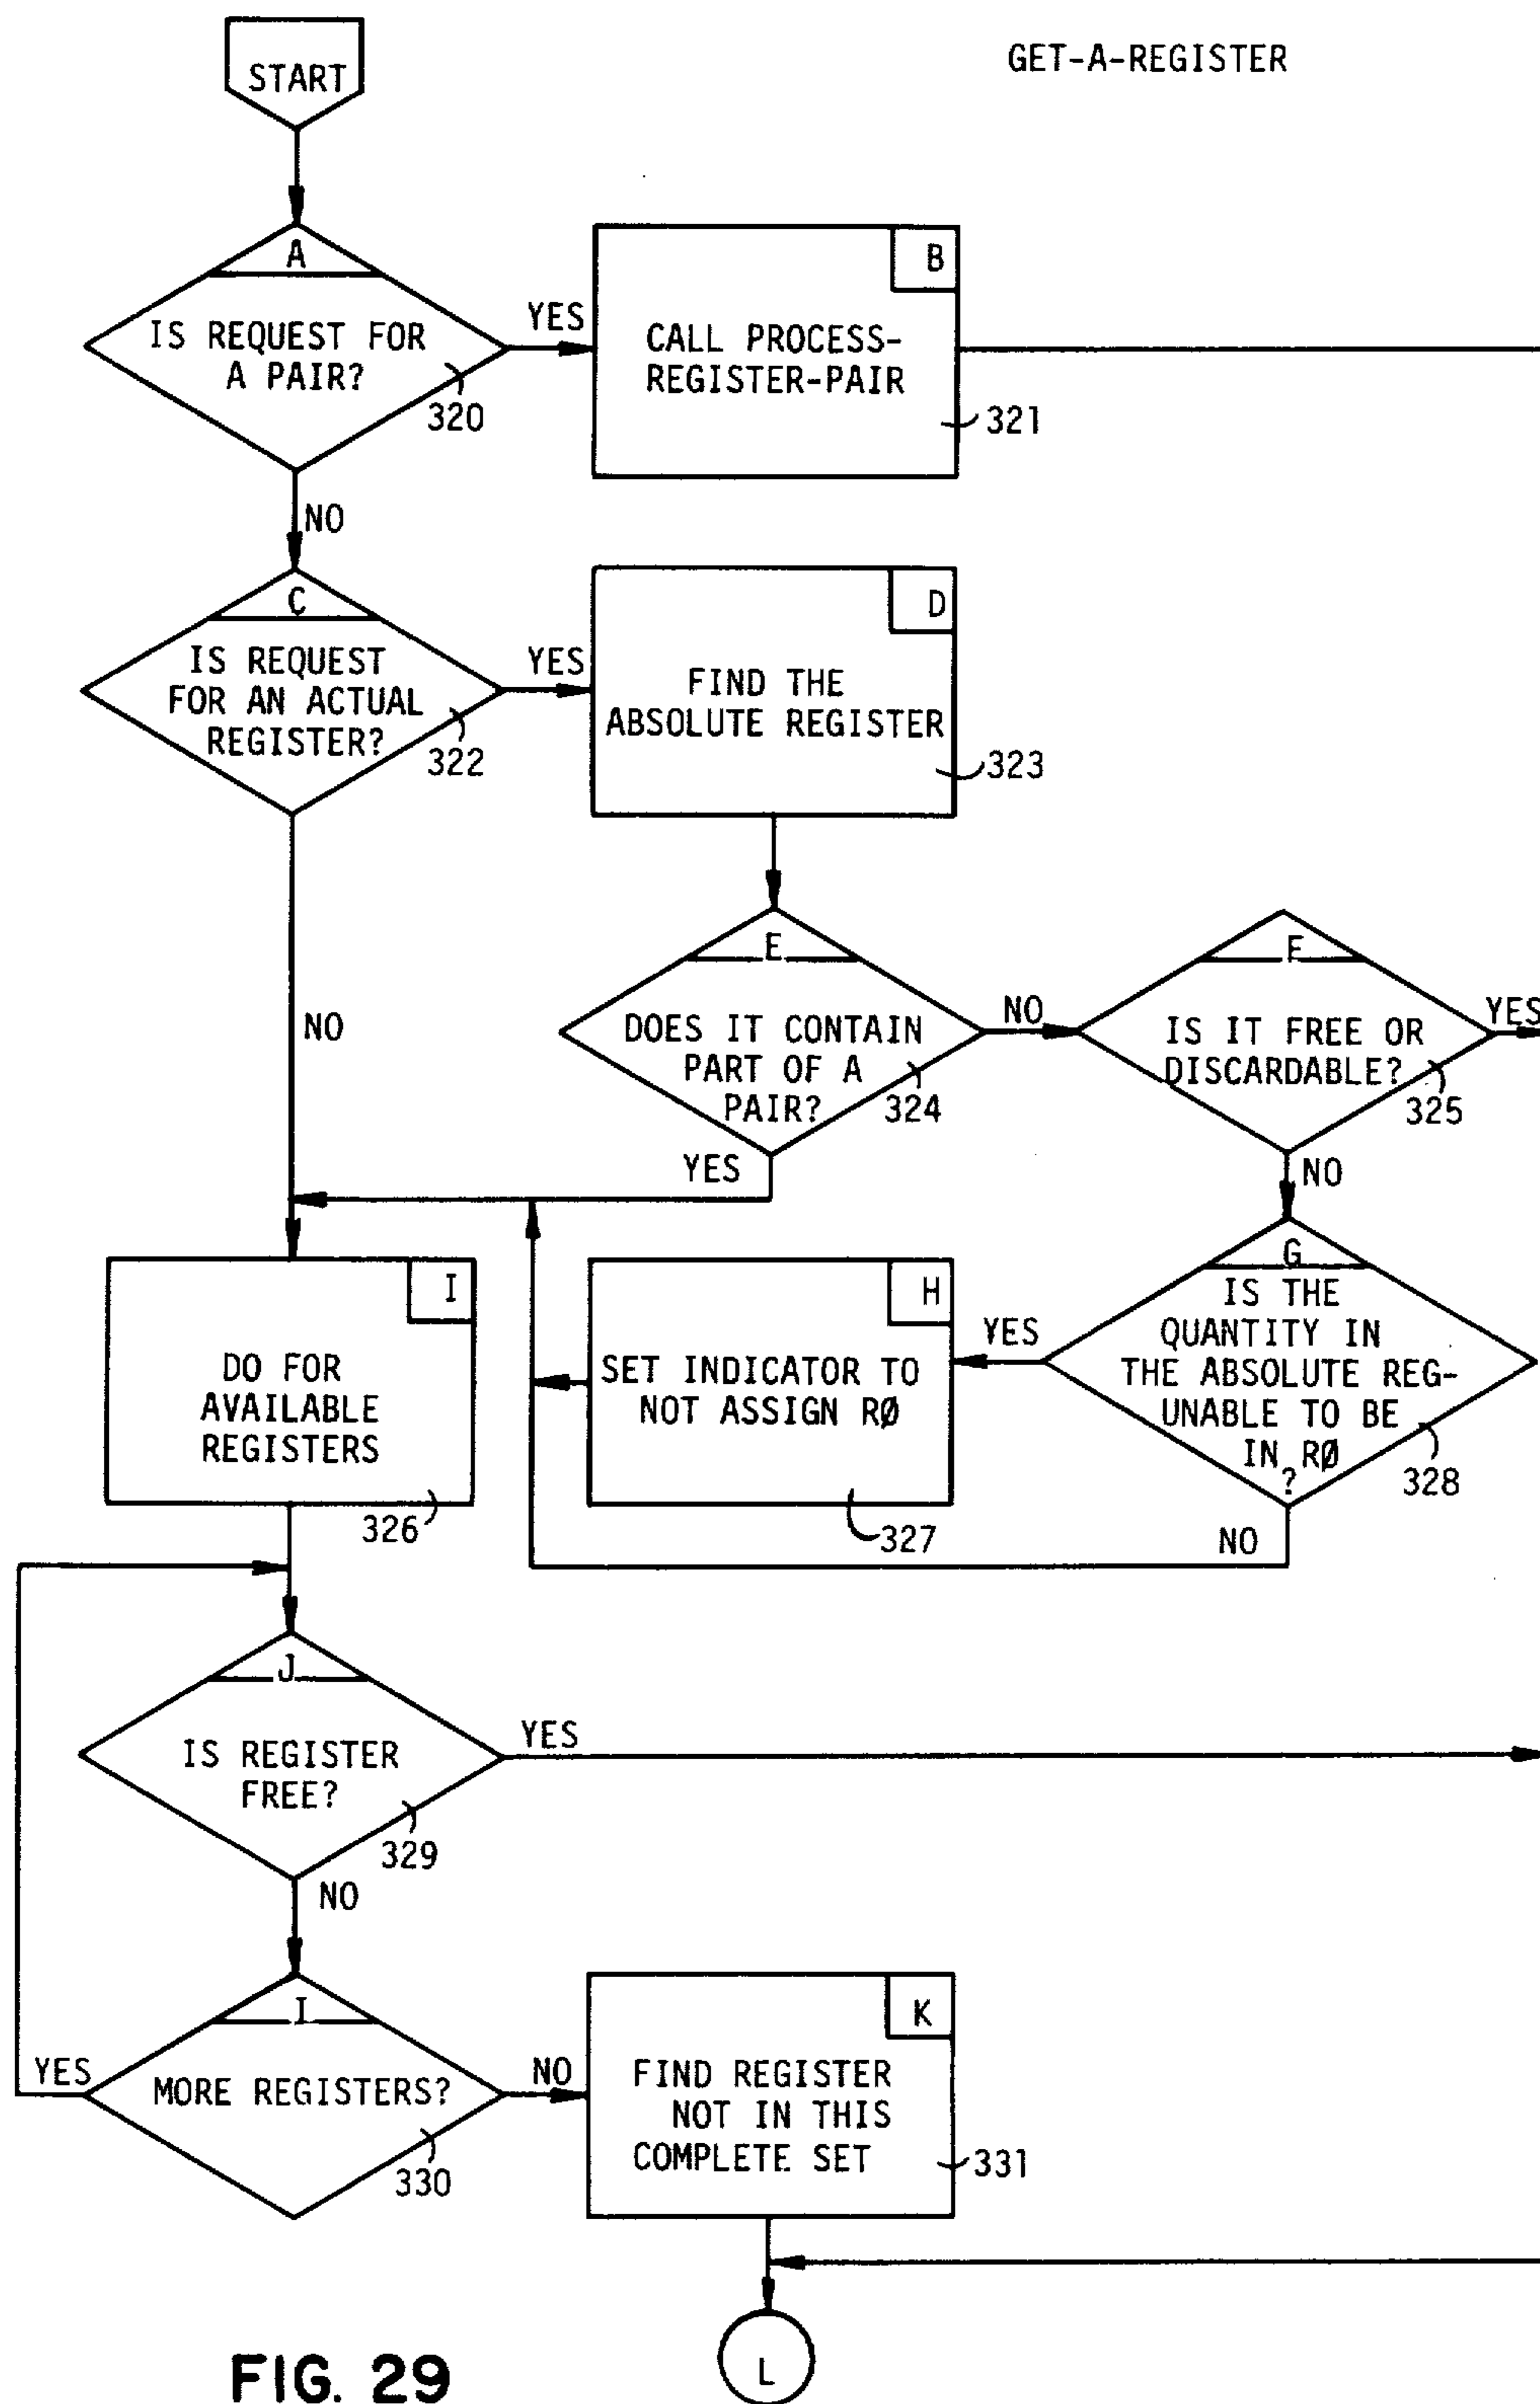 GET-A-REGISTER
START
A
IS REQUEST FOR
A PAIR?
320
YES
B
CALL PROCESS-
REGISTER-PAIR
321
NO
C
IS REQUEST
FOR AN ACTUAL
REGISTER?
322
YES
D
FIND THE
ABSOLUTE REGISTER
323
NO
E
DOES IT CONTAIN
PART OF A
PAIR?
324
NO
F
IS IT FREE OR
DISCARDABLE?
325
YES
YES
NO
I
DO FOR
AVAILABLE
REGISTERS
326
H
SET INDICATOR TO
NOT ASSIGN RØ
327
YES
G
IS THE
QUANTITY IN
THE ABSOLUTE REG-
UNABLE TO BE
IN RØ
?
328
NO
J
IS REGISTER
FREE?
329
YES
NO
I
MORE REGISTERS?
330
YES
NO
K
FIND REGISTER
NOT IN THIS
COMPLETE SET
331
L
FIG. 29